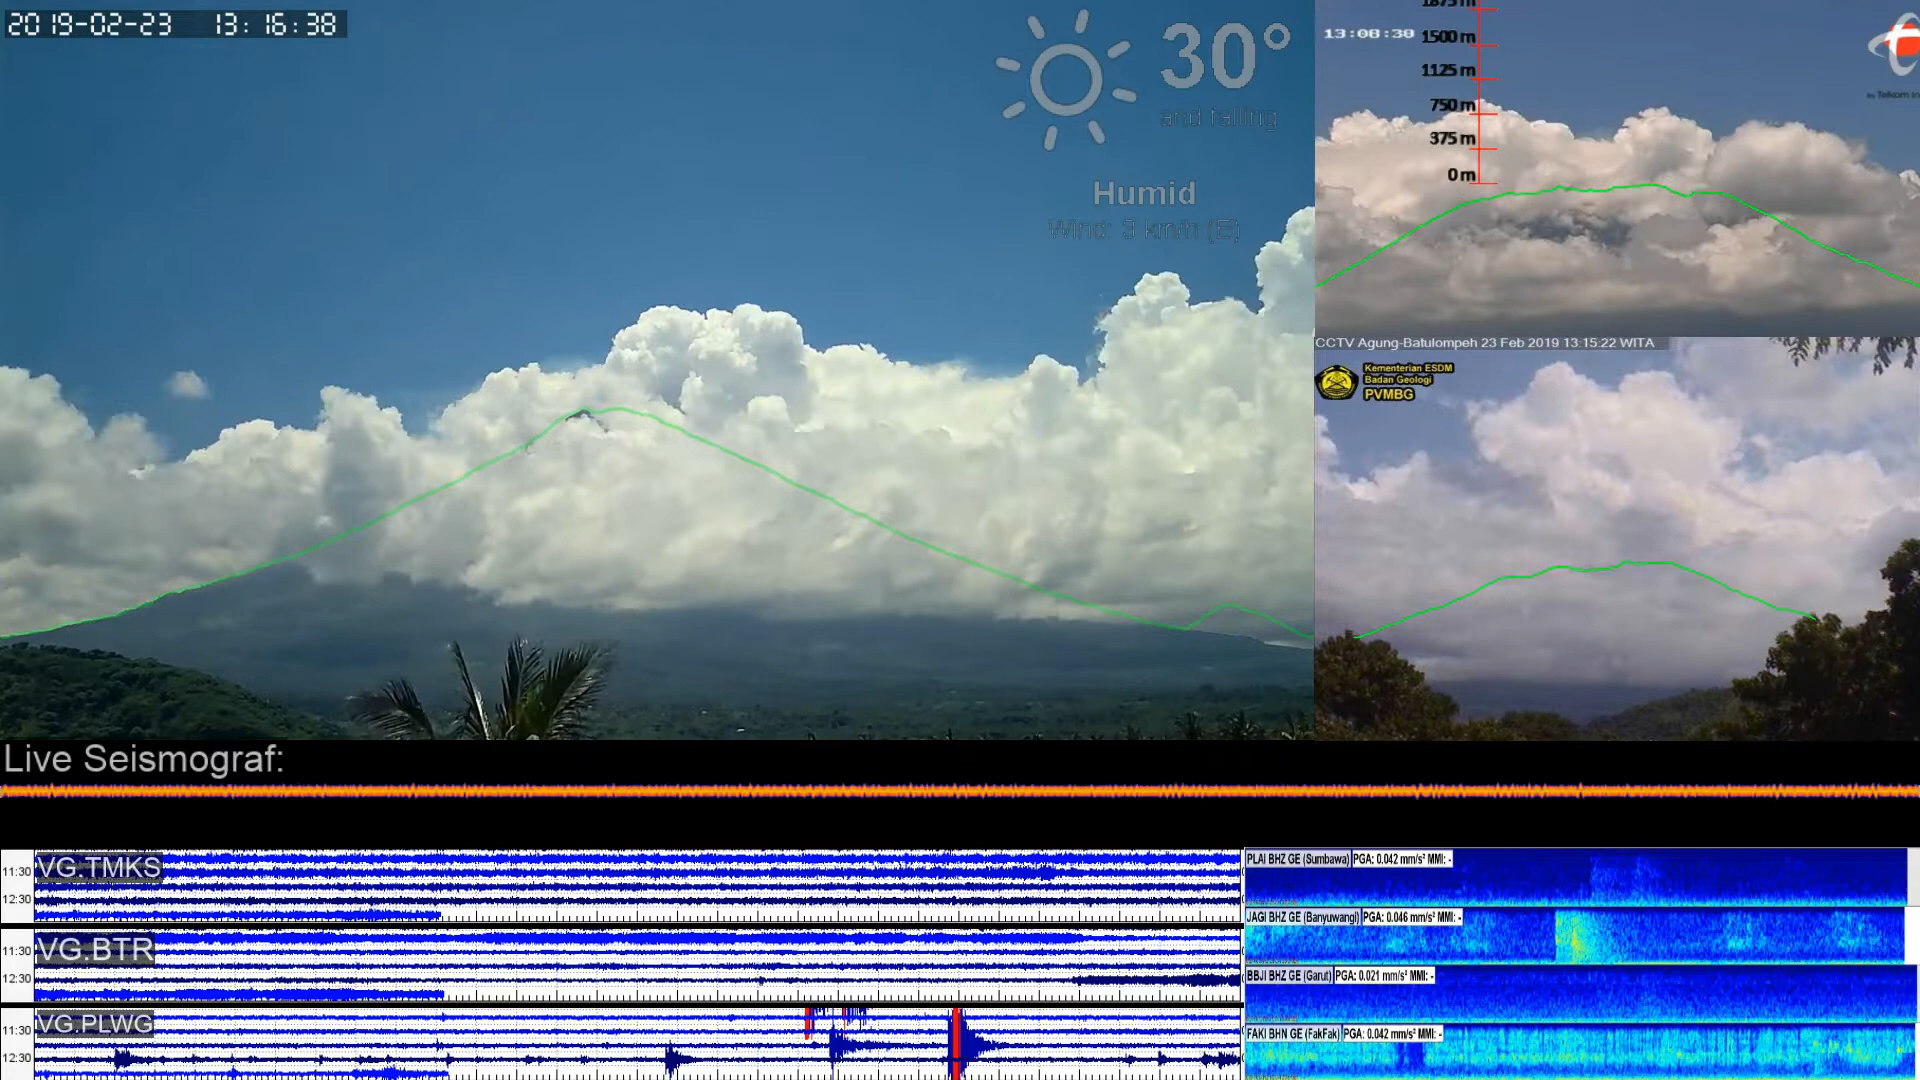 2019-02-23 13:16:38
30°
and falling
Humid
Wind: 3 km/h (E)
1875 m
13:08:30
1500 m
1125 m
750 m
375 m
0 m
by Telkom In
CCTV Agung-Batulompeh 23 Feb 2019 13:15:22 WITA
Kementerian ESDM
Badan Geologi
PVMBG
Live Seismograf:
VG.TMKS
11:30
12:30
VG.BTR
11:30
12:30
VG.PLWG
11:30
12:30
PLAI BHZ GE (Sumbawa) PGA: 0.042 mm/s² MMI: -
JAGI BHZ GE (Banyuwangi) PGA: 0.046 mm/s² MMI: -
BBJI BHZ GE (Garut) PGA: 0.021 mm/s² MMI: -
FAKI BHN GE (FakFak) PGA: 0.042 mm/s² MMI: -